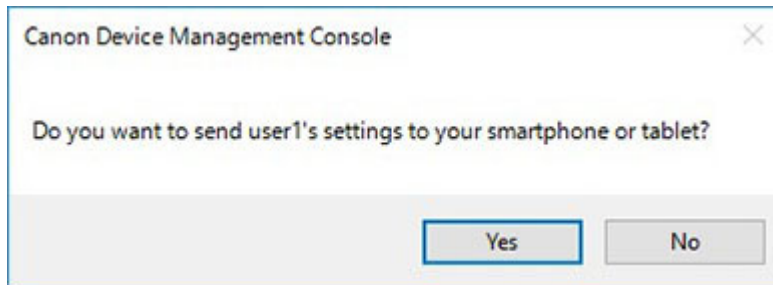 Canon Device Management Console
Do you want to send user1's settings to your smartphone or tablet?
Yes No